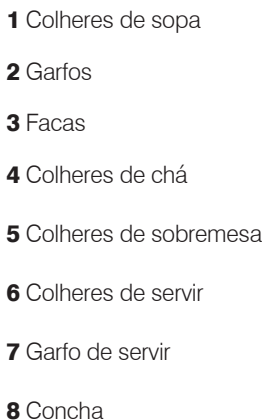 1 Colheres de sopa
2 Garfos
3 Facas
4 Colheres de chá
5 Colheres de sobremesa
6 Colheres de servir
7 Garfo de servir
8 Concha